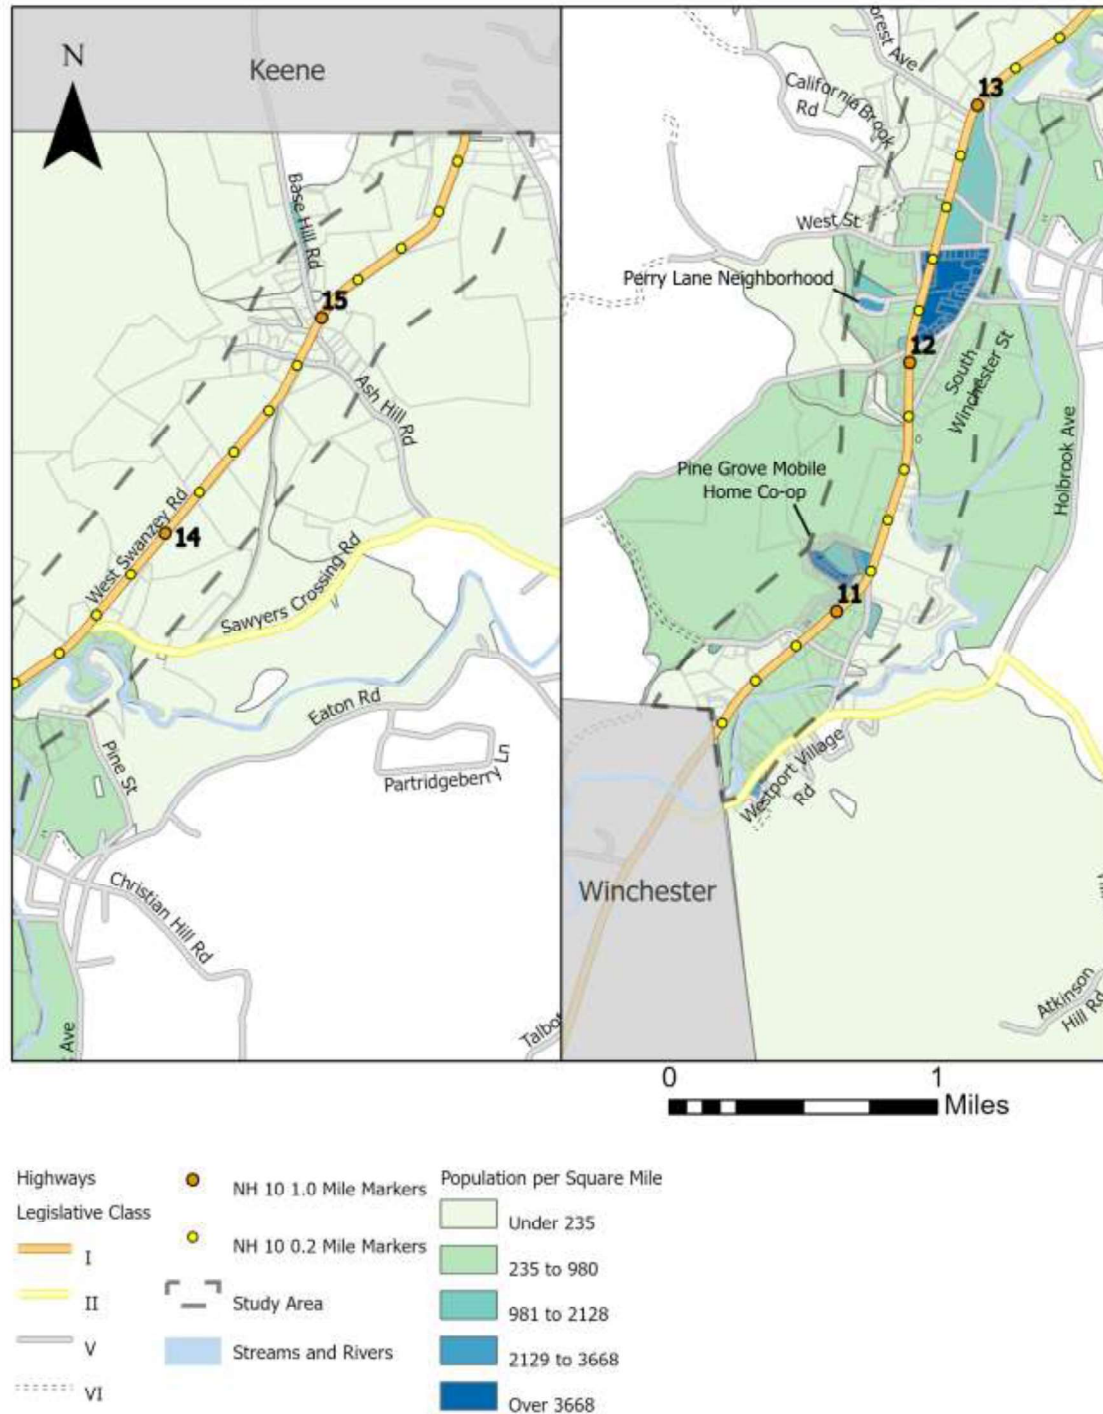 N
Keene
Base Hill Rd
15
Ash Hill Rd
West Swanzey Rd
14
Sawyers Crossing Rd
Eaton Rd
Pine St
Partridgeberry
Christian Hill Rd
Ave
Talbot
Forest Ave
13
California Brook
Rd
West St
Perry Lane Neighborhood
12
South
Winchester St
Holbrook Ave
Pine Grove Mobile
Home Co-op
11
Westport Village
Rd
Winchester
Atkinson
Hill Rd
0 1
Miles
Highways
Legislative Class
I
II
V
VI
NH 10 1.0 Mile Markers
NH 10 0.2 Mile Markers
Study Area
Streams and Rivers
Population per Square Mile
Under 235
235 to 980
981 to 2128
2129 to 3668
Over 3668